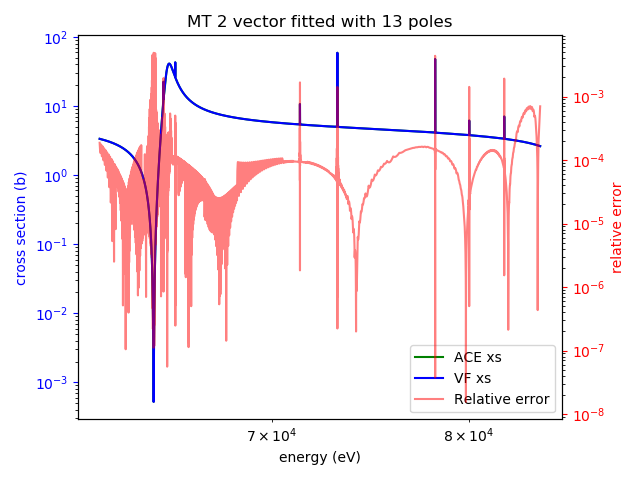 MT 2 vector fitted with 13 poles
cross section (b)
10²
10¹
10⁰
10⁻¹
10⁻²
10⁻³
10⁻³
10⁻⁴
10⁻⁵
10⁻⁶
10⁻⁷
10⁻⁸
relative error
ACE xs
VF xs
Relative error
7 × 10⁴ 8 × 10⁴
energy (eV)